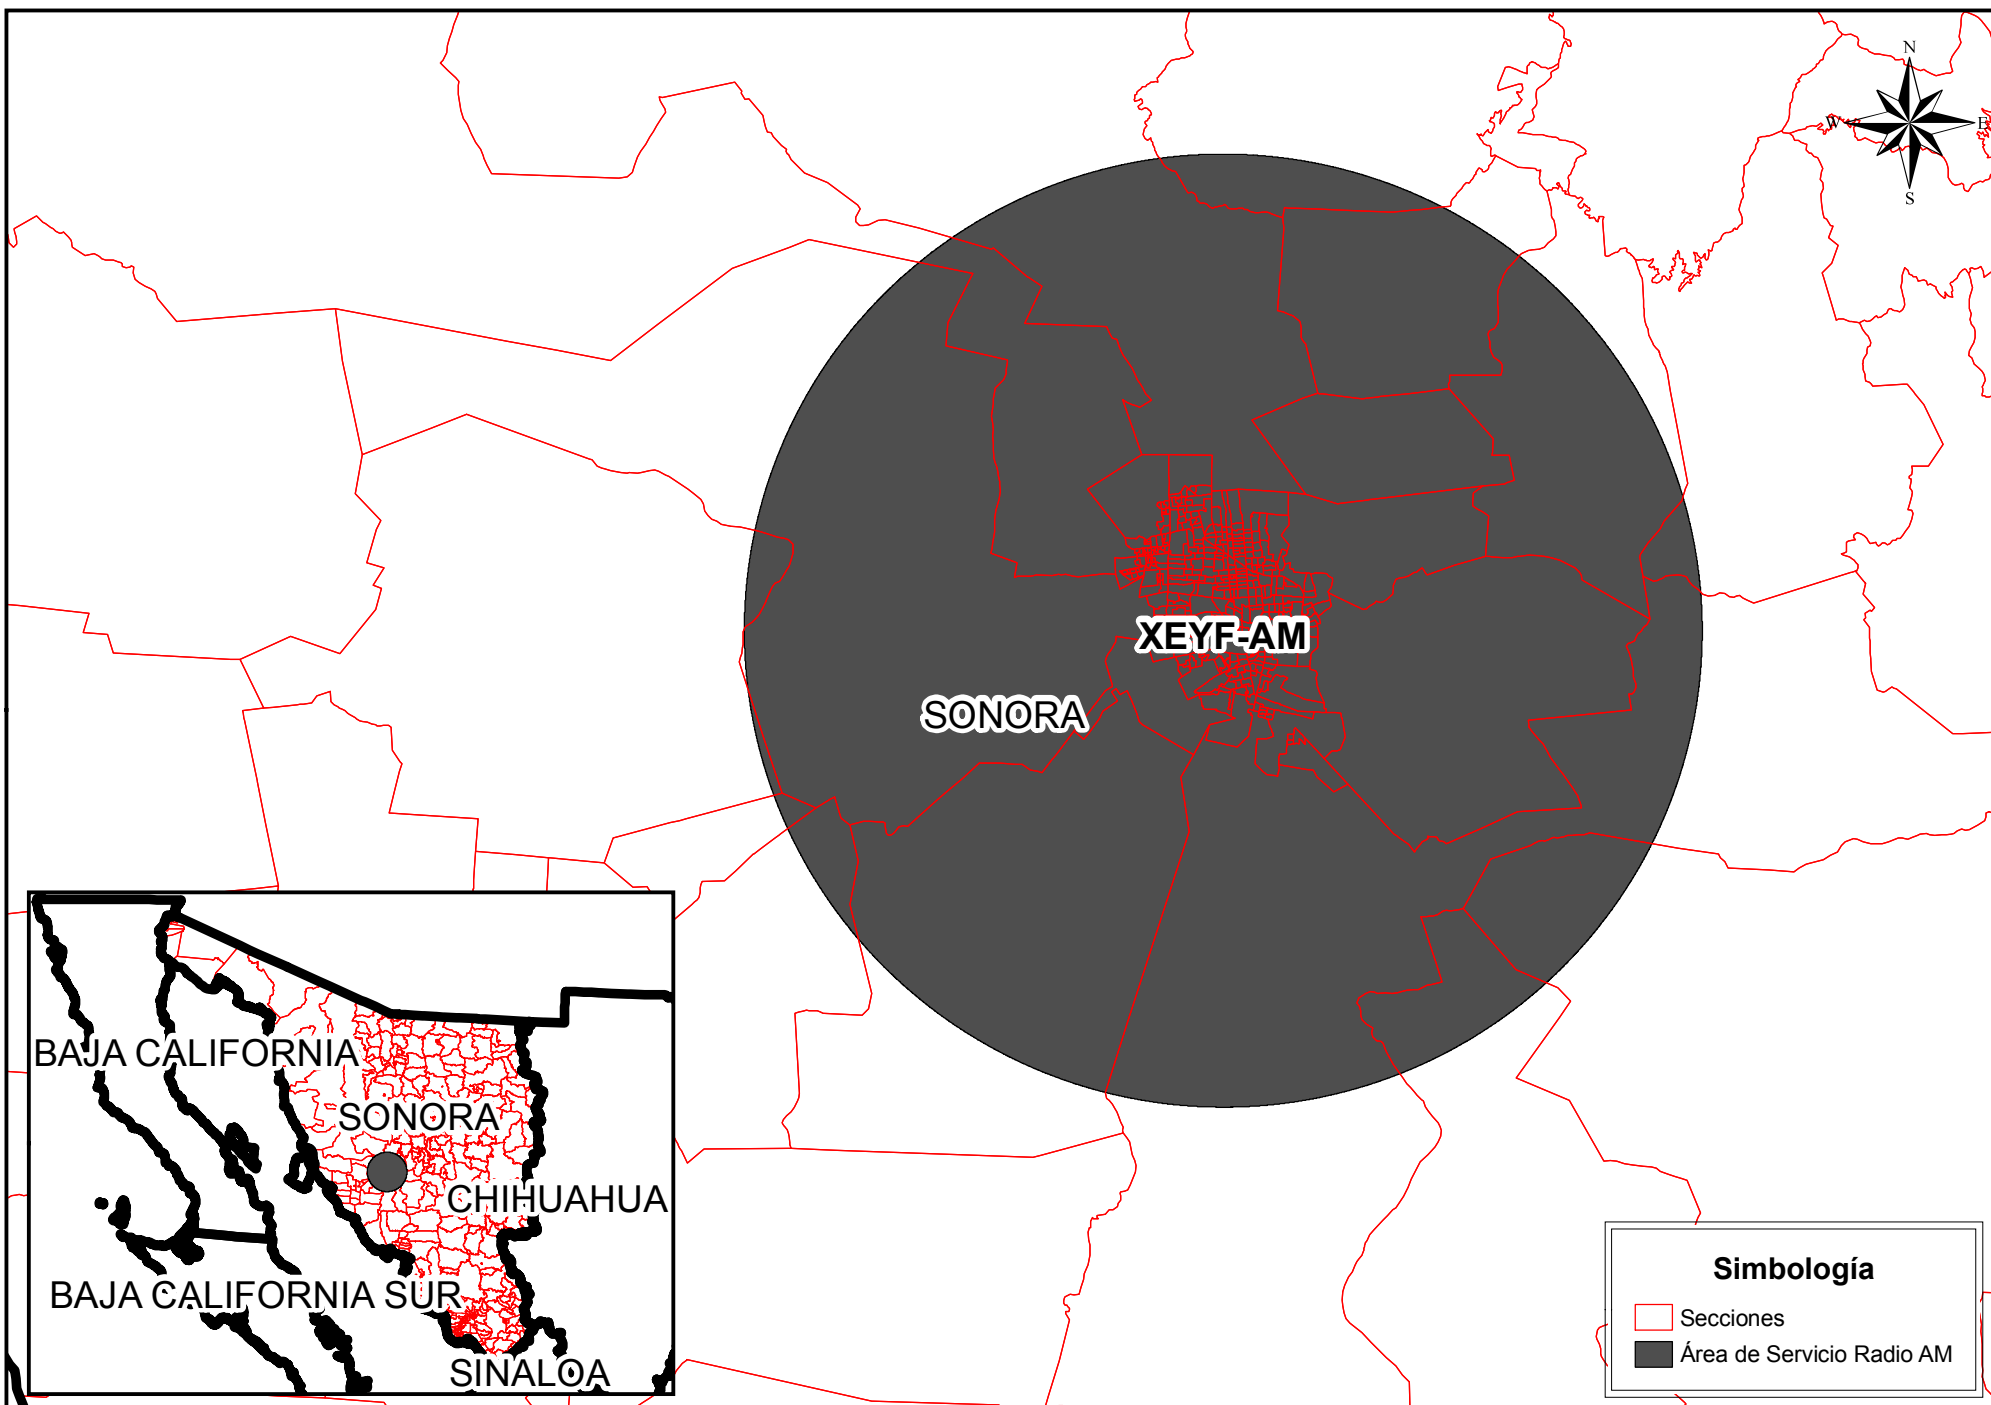 N
W E
S
XEYF-AM
SONORA
BAJA CALIFORNIA
SONORA
CHIHUAHUA
BAJA CALIFORNIA SUR
SINALOA
Simbología
Secciones
Área de Servicio Radio AM